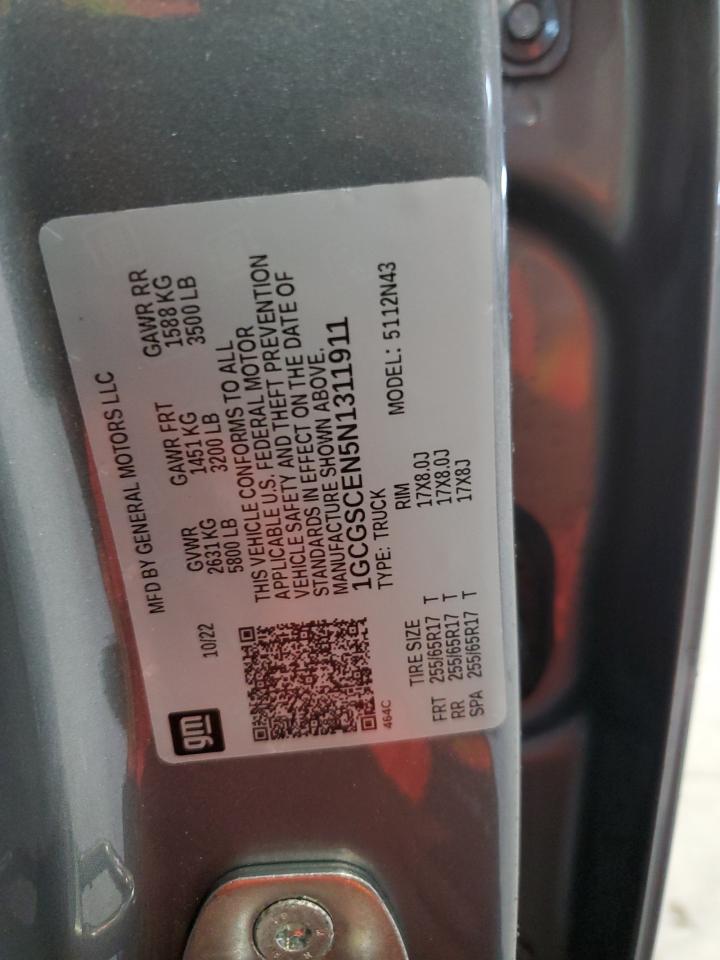 MFD BY GENERAL MOTORS LLC
10/22
GVWR
2631 KG
5800 LB
GAWR FRT
1451 KG
3200 LB
GAWR RR
1588 KG
3500 LB
THIS VEHICLE CONFORMS TO ALL
APPLICABLE U.S. FEDERAL MOTOR
VEHICLE SAFETY AND THEFT PREVENTION
STANDARDS IN EFFECT ON THE DATE OF
MANUFACTURE SHOWN ABOVE.
1GCGSCEN5N1311911
TYPE: TRUCK
MODEL: 5112N43
gm
464C
TIRE SIZE RIM
FRT 255/65R17 T 17X8.0J
RR 255/65R17 T 17X8.0J
SPA 255/65R17 T 17X8J